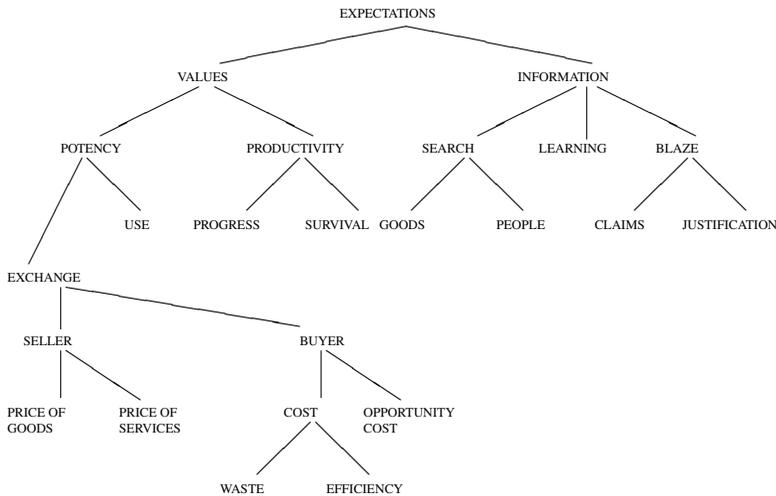 EXPECTATIONS
VALUES
INFORMATION
POTENCY
PRODUCTIVITY
SEARCH
LEARNING
BLAZE
USE
PROGRESS
SURVIVAL
GOODS
PEOPLE
CLAIMS
JUSTIFICATION
EXCHANGE
SELLER
BUYER
PRICE OF
GOODS
PRICE OF
SERVICES
COST
OPPORTUNITY
COST
WASTE
EFFICIENCY